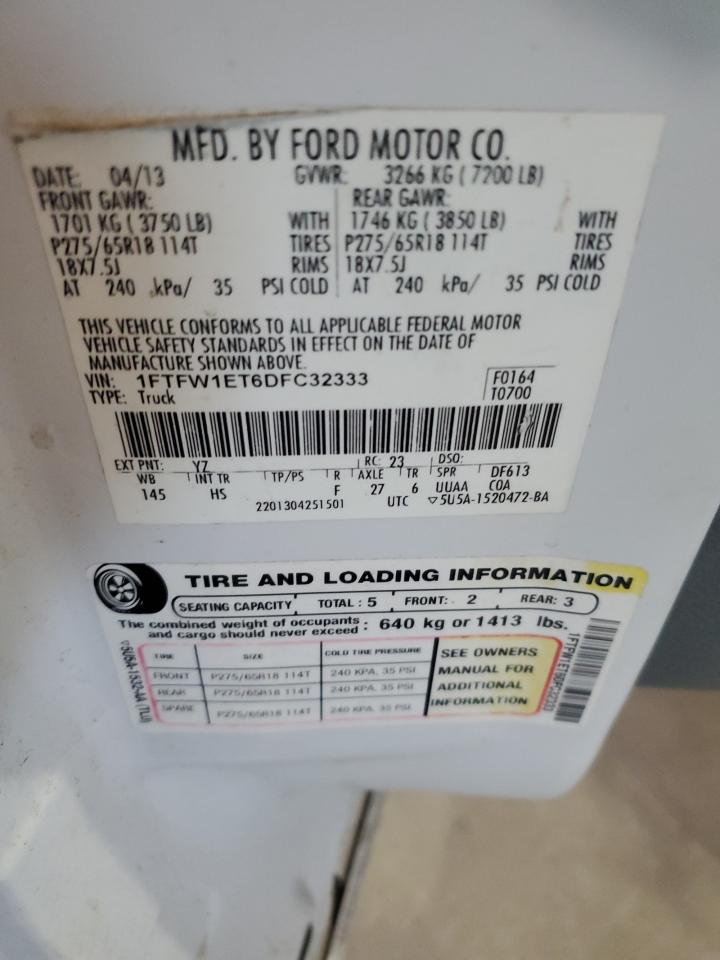 MFD. BY FORD MOTOR CO.
DATE: 04/13 GVWR: 3266 KG ( 7200 LB)
FRONT GAWR: REAR GAWR:
1701 KG ( 3750 LB) WITH 1746 KG ( 3850 LB) WITH
P275/65R18 114T TIRES P275/65R18 114T TIRES
18X7.5J RIMS 18X7.5J RIMS
AT 240 kPa/ 35 PSI COLD AT 240 kPa/ 35 PSI COLD
THIS VEHICLE CONFORMS TO ALL APPLICABLE FEDERAL MOTOR
VEHICLE SAFETY STANDARDS IN EFFECT ON THE DATE OF
MANUFACTURE SHOWN ABOVE.
VIN: 1FTFW1ET6DFC32333 F0164
TYPE: Truck T0700
EXT PNT: YZ RC: 23 DSO:
WB INT TR TP/PS R AXLE TR SPR DF613
145 HS F 27 6 UUAA COA
2201304251501 UTC ▽5U5A-1520472-BA
TIRE AND LOADING INFORMATION
SEATING CAPACITY TOTAL : 5 FRONT: 2 REAR: 3
The combined weight of occupants : 640 kg or 1413 lbs.
and cargo should never exceed
TIRE SIZE COLD TIRE PRESSURE SEE OWNERS
FRONT P275/65R18 114T 240 KPA, 35 PSI MANUAL FOR
REAR P275/65R18 114T 240 KPA, 35 PSI ADDITIONAL
SPARE P275/65R18 114T 240 KPA, 35 PSI INFORMATION